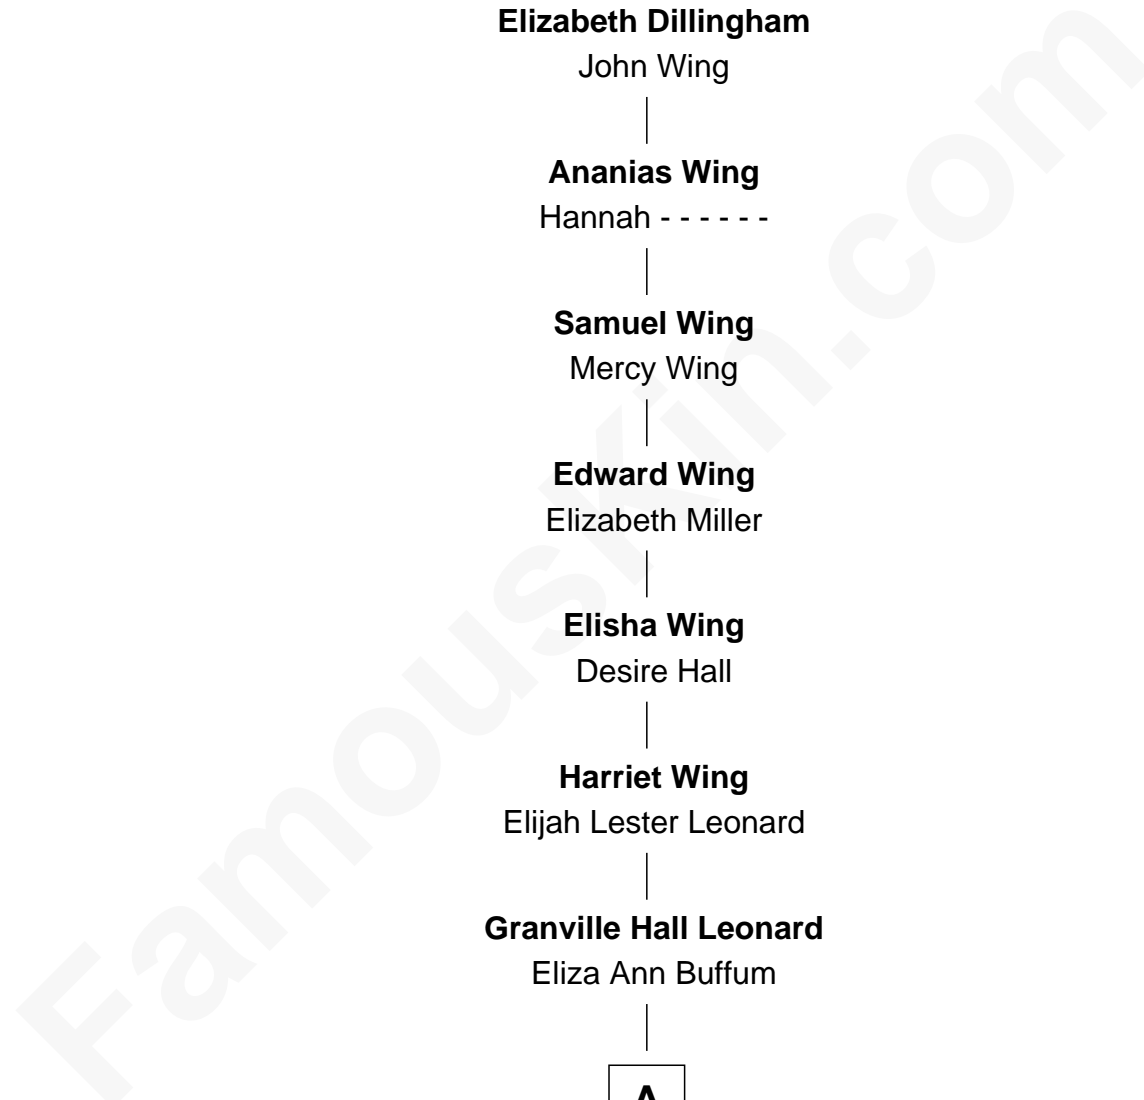 Elizabeth Dillingham
John Wing
Ananias Wing
Hannah - - - - - -
Samuel Wing
Mercy Wing
Edward Wing
Elizabeth Miller
Elisha Wing
Desire Hall
Harriet Wing
Elijah Lester Leonard
Granville Hall Leonard
Eliza Ann Buffum
A
FamousKin.com